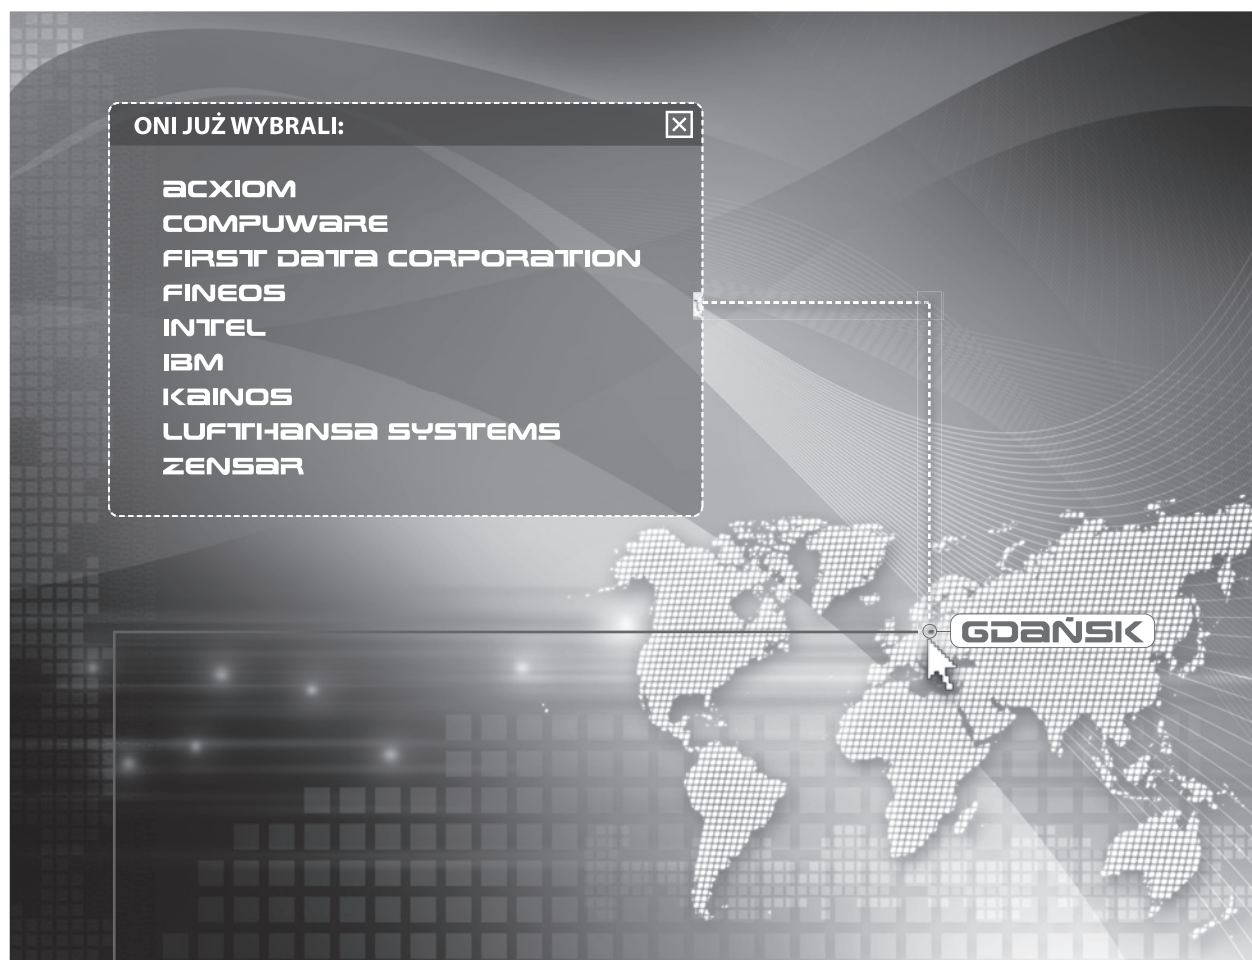 ONI JUŻ WYBRALI:
ACXIOM
COMPUWARE
FIRST DATA CORPORATION
FINEOS
INTEL
IBM
KAINOS
LUFTHANSA SYSTEMS
ZENSAR
GDAŃSK